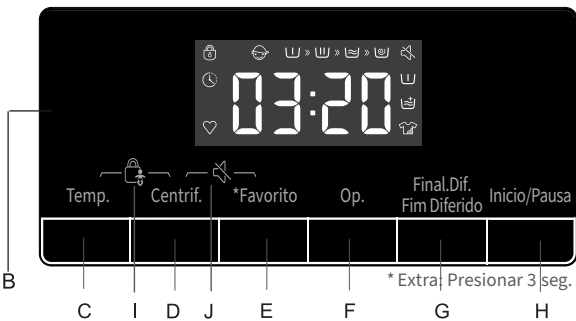 03:20
Temp.
Centrif.
*Favorito
Op.
Final.Dif.
Fim Diferido
Inicio/Pausa
* Extra: Presionar 3 seg.
B
C
I
D
J
E
F
G
H